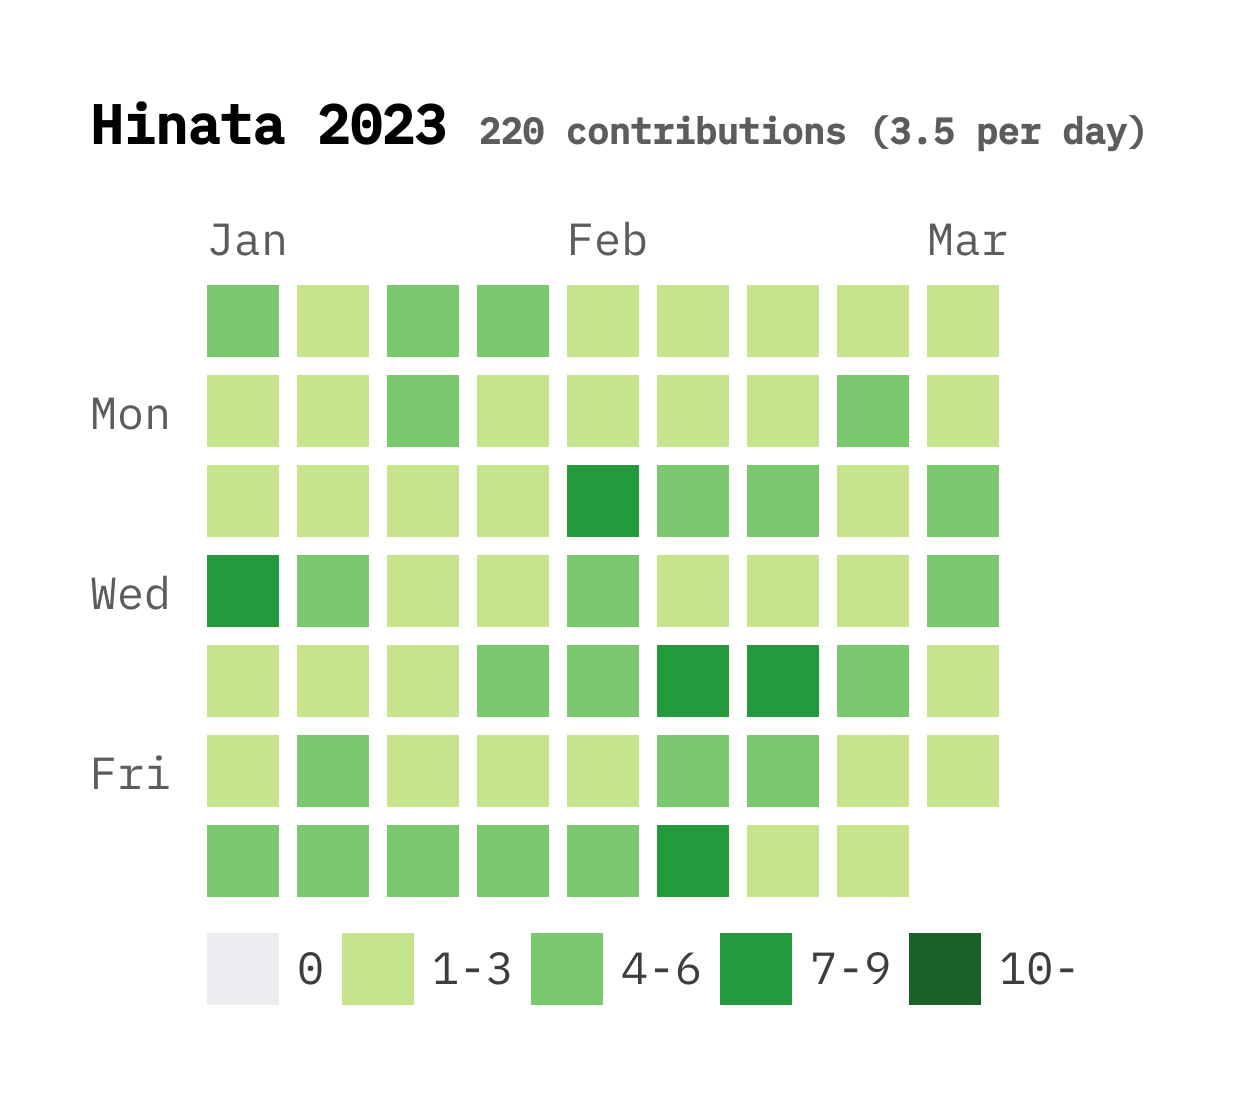 Hinata 2023 220 contributions (3.5 per day)
Jan Feb Mar
Mon
Wed
Fri
0 1-3 4-6 7-9 10-